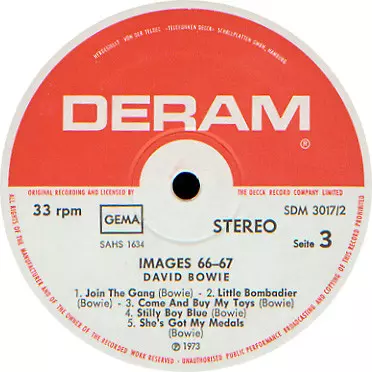 HERGESTELLT VON DER TELDEC »TELEFUNKEN DECCA« SCHALLPLATTEN GMBH, HAMBURG
DERAM
®
ORIGINAL RECORDING AND LICENSED BY THE DECCA RECORD COMPANY LIMITED
33 rpm
GEMA
STEREO
SDM 3017/2
SAHS 1634
Seite 3
IMAGES 66–67
DAVID BOWIE
1. Join The Gang (Bowie) - 2. Little Bombadier
(Bowie) - 3. Come And Buy My Toys (Bowie)
4. Stilly Boy Blue (Bowie)
5. She's Got My Medals
(Bowie)
℗ 1973
ALL RIGHTS OF THE MANUFACTURER AND OF THE OWNER OF THE RECORDED WORK RESERVED - UNAUTHORISED PUBLIC PERFORMANCE BROADCASTING AND COPYING OF THIS RECORD PROHIBITED